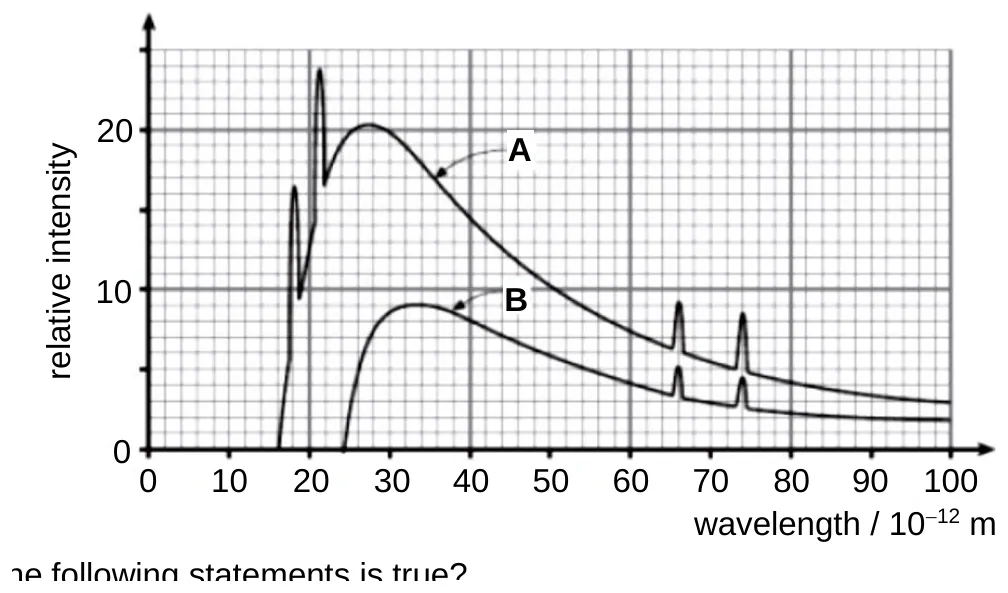 20
10
0
relative intensity
A
B
0 10 20 30 40 50 60 70 80 90 100
wavelength / 10⁻¹² m
following statements is true?